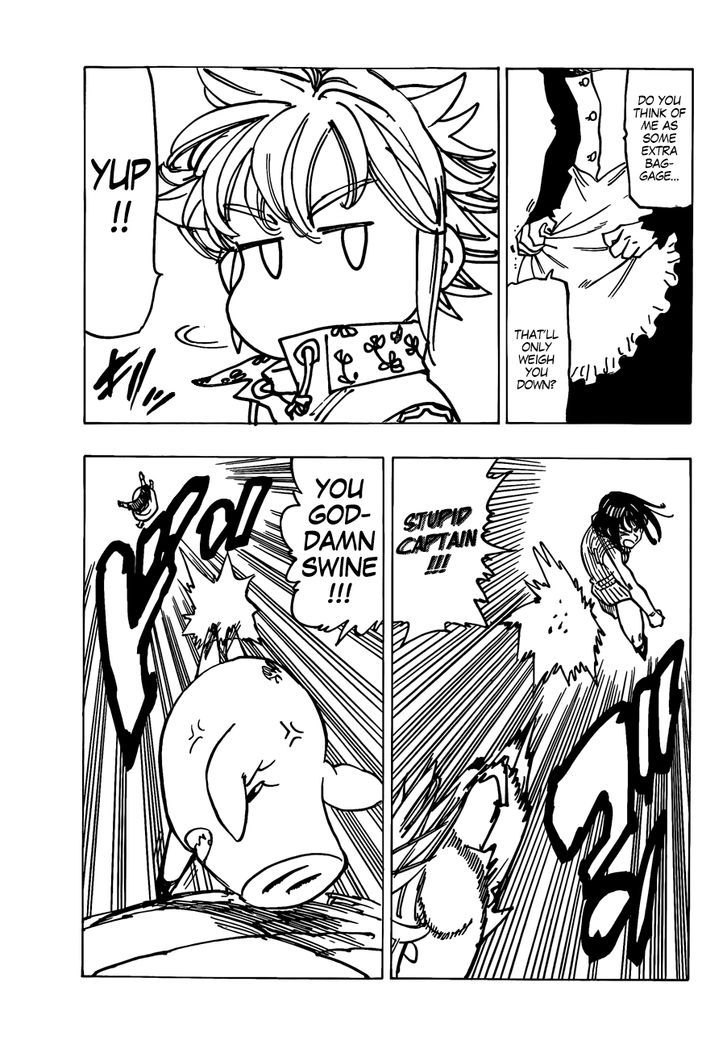 DO YOU
THINK OF
ME AS
SOME
EXTRA
BAG-
GAGE...
THAT'LL
ONLY
WEIGH
YOU
DOWN?
YUP
!!
STUPID
CAPTAIN
!!!
YOU
GOD-
DAMN
SWINE
!!!